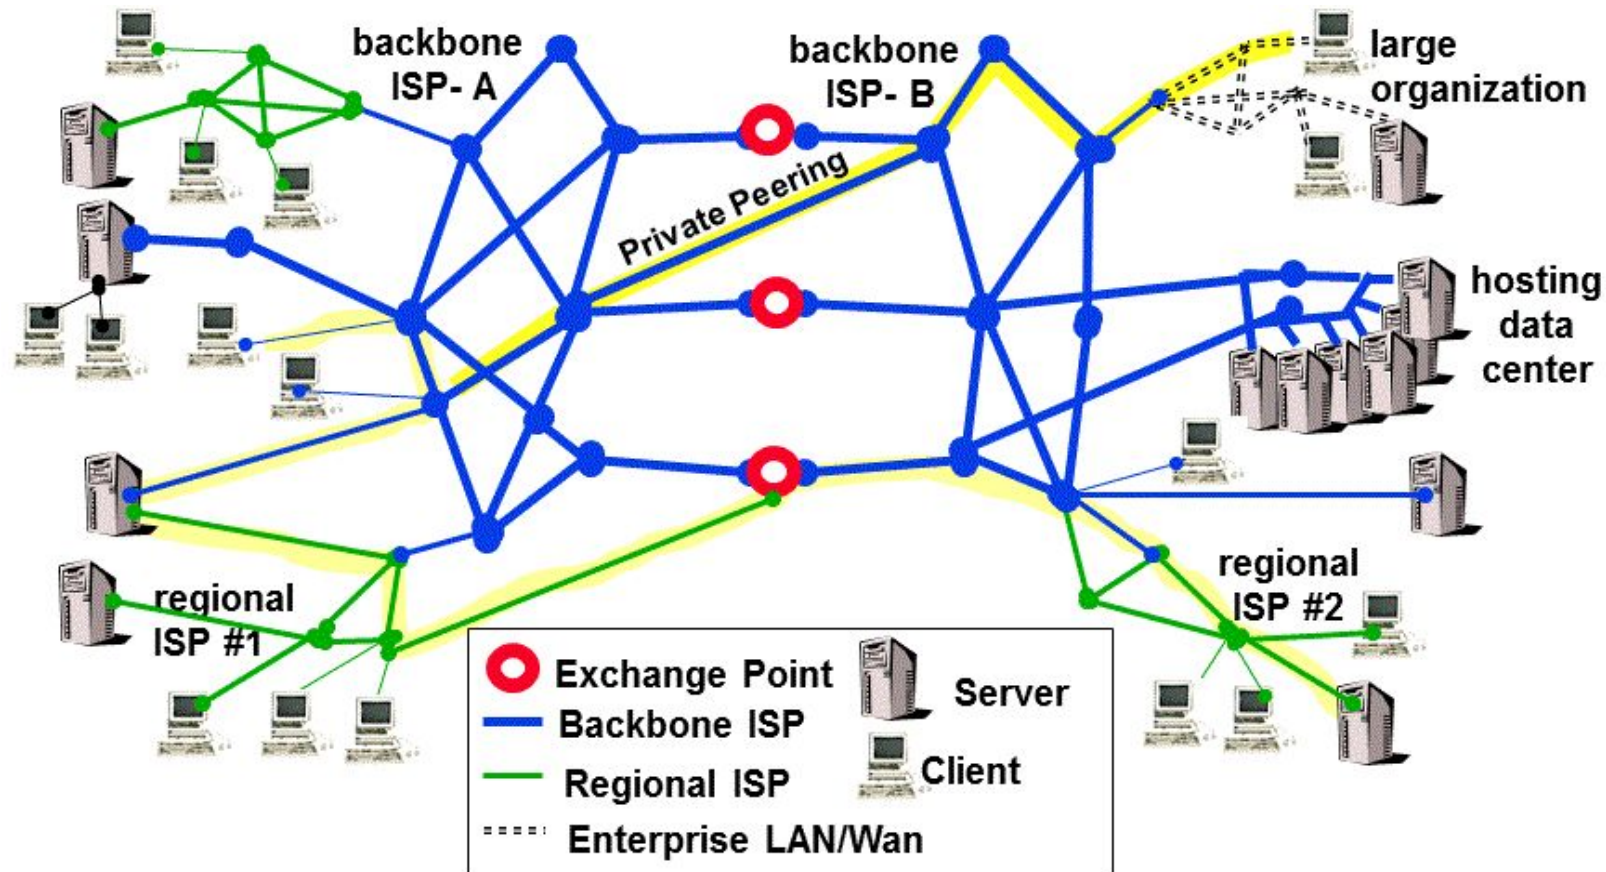 backbone
ISP- A
backbone
ISP- B
large
organization
Private Peering
hosting
data
center
regional
ISP #1
regional
ISP #2
Exchange Point
Backbone ISP
Regional ISP
Enterprise LAN/Wan
Server
Client